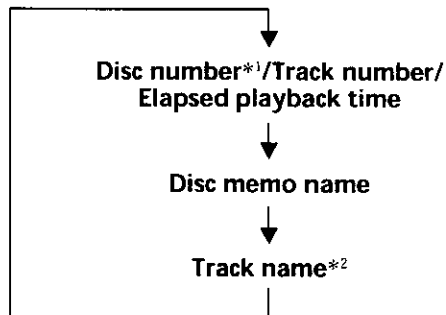 Disc number*1/Track number/
Elapsed playback time
Disc memo name
Track name*2